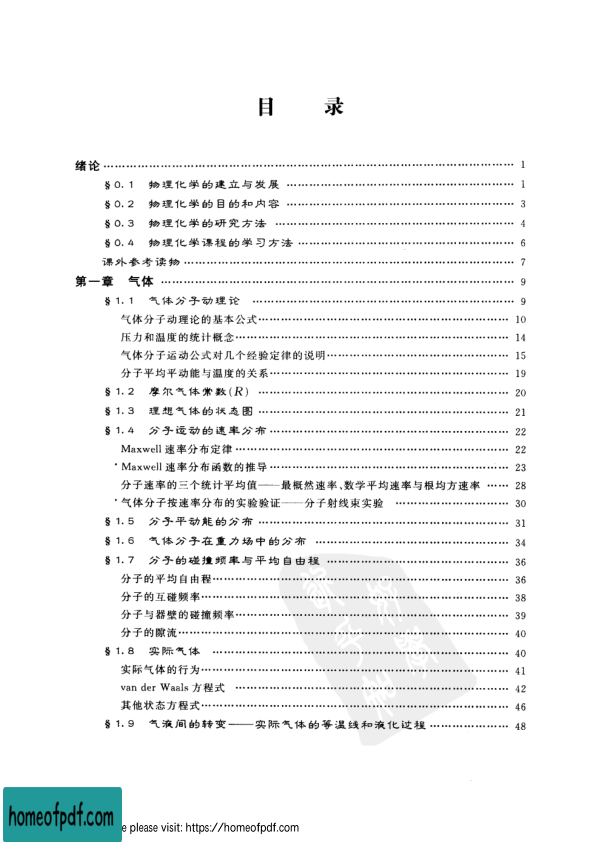 目 录
绪论 1
§0.1 物理化学的建立与发展 1
§0.2 物理化学的目的和内容 3
§0.3 物理化学的研究方法 4
§0.4 物理化学课程的学习方法 6
课外参考读物 7
第一章 气体 9
§1.1 气体分子动理论 9
气体分子动理论的基本公式 10
压力和温度的统计概念 14
气体分子运动公式对几个经验定律的说明 15
分子平均平动能与温度的关系 19
§1.2 摩尔气体常数(R) 20
§1.3 理想气体的状态图 21
§1.4 分子运动的速率分布 22
Maxwell 速率分布定律 22
*Maxwell 速率分布函数的推导 23
分子速率的三个统计平均值——最概然速率、数学平均速率与根均方速率 28
*气体分子按速率分布的实验验证——分子射线束实验 30
§1.5 分子平动能的分布 31
§1.6 气体分子在重力场中的分布 34
§1.7 分子的碰撞频率与平均自由程 36
分子的平均自由程 36
分子的互碰频率 38
分子与器壁的碰撞频率 39
分子的隙流 40
§1.8 实际气体 40
实际气体的行为 41
van der Waals 方程式 42
其他状态方程式 46
§1.9 气液间的转变——实际气体的等温线和液化过程 48
homeofpdf.com
please visit: https://homeofpdf.com